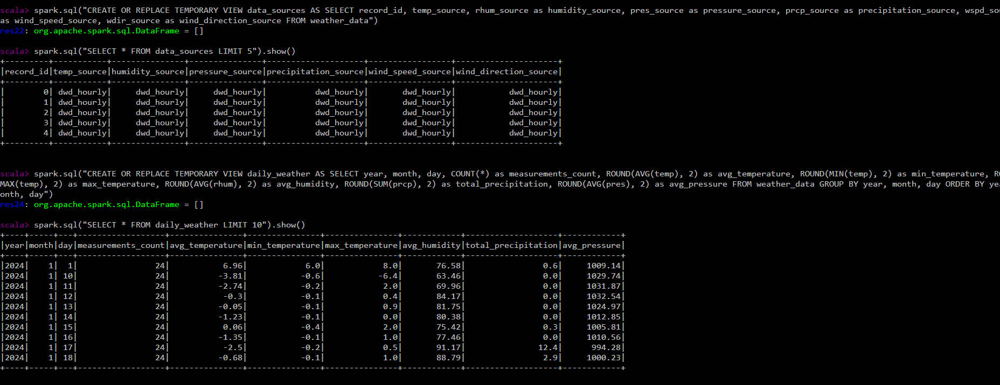 scala> spark.sql("CREATE OR REPLACE TEMPORARY VIEW data_sources AS SELECT record_id, temp_source, rhum_source as humidity_source, pres_source as pressure_source, prcp_source as precipitation_source, wspd_sou
as wind_speed_source, wdir_source as wind_direction_source FROM weather_data")
res22: org.apache.spark.sql.DataFrame = []
scala> spark.sql("SELECT * FROM data_sources LIMIT 5").show()
+---------+-----------+---------------+---------------+--------------------+-----------------+---------------------+
|record_id|temp_source|humidity_source|pressure_source|precipitation_source|wind_speed_source|wind_direction_source|
+---------+-----------+---------------+---------------+--------------------+-----------------+---------------------+
|        0| dwd_hourly|     dwd_hourly|     dwd_hourly|          dwd_hourly|       dwd_hourly|           dwd_hourly|
|        1| dwd_hourly|     dwd_hourly|     dwd_hourly|          dwd_hourly|       dwd_hourly|           dwd_hourly|
|        2| dwd_hourly|     dwd_hourly|     dwd_hourly|          dwd_hourly|       dwd_hourly|           dwd_hourly|
|        3| dwd_hourly|     dwd_hourly|     dwd_hourly|          dwd_hourly|       dwd_hourly|           dwd_hourly|
|        4| dwd_hourly|     dwd_hourly|     dwd_hourly|          dwd_hourly|       dwd_hourly|           dwd_hourly|
+---------+-----------+---------------+---------------+--------------------+-----------------+---------------------+
scala> spark.sql("CREATE OR REPLACE TEMPORARY VIEW daily_weather AS SELECT year, month, day, COUNT(*) as measurements_count, ROUND(AVG(temp), 2) as avg_temperature, ROUND(MIN(temp), 2) as min_temperature, RO
MAX(temp), 2) as max_temperature, ROUND(AVG(rhum), 2) as avg_humidity, ROUND(SUM(prcp), 2) as total_precipitation, ROUND(AVG(pres), 2) as avg_pressure FROM weather_data GROUP BY year, month, day ORDER BY yea
onth, day")
res24: org.apache.spark.sql.DataFrame = []
scala> spark.sql("SELECT * FROM daily_weather LIMIT 10").show()
+----+-----+---+------------------+---------------+---------------+---------------+------------+-------------------+------------+
|year|month|day|measurements_count|avg_temperature|min_temperature|max_temperature|avg_humidity|total_precipitation|avg_pressure|
+----+-----+---+------------------+---------------+---------------+---------------+------------+-------------------+------------+
|2024|    1|  1|                24|           6.96|            6.0|            8.0|       76.58|                0.6|     1009.14|
|2024|    1| 10|                24|          -3.81|           -0.6|           -6.4|       63.46|                0.0|     1029.74|
|2024|    1| 11|                24|          -2.74|           -0.2|            2.0|       69.96|                0.0|     1031.87|
|2024|    1| 12|                24|           -0.3|           -0.1|            0.4|       84.17|                0.0|     1032.54|
|2024|    1| 13|                24|          -0.05|           -0.1|            0.9|       81.75|                0.0|     1024.97|
|2024|    1| 14|                24|          -1.23|           -0.1|            0.0|       80.38|                0.0|     1012.85|
|2024|    1| 15|                24|           0.06|           -0.4|            2.0|       75.42|                0.3|     1005.81|
|2024|    1| 16|                24|          -1.35|           -0.1|            1.0|       77.46|                0.0|     1010.56|
|2024|    1| 17|                24|           -2.5|           -0.2|            0.5|       91.17|               12.4|      994.28|
|2024|    1| 18|                24|          -0.68|           -0.1|            1.0|       88.79|                2.9|     1000.23|
+----+-----+---+------------------+---------------+---------------+---------------+------------+-------------------+------------+